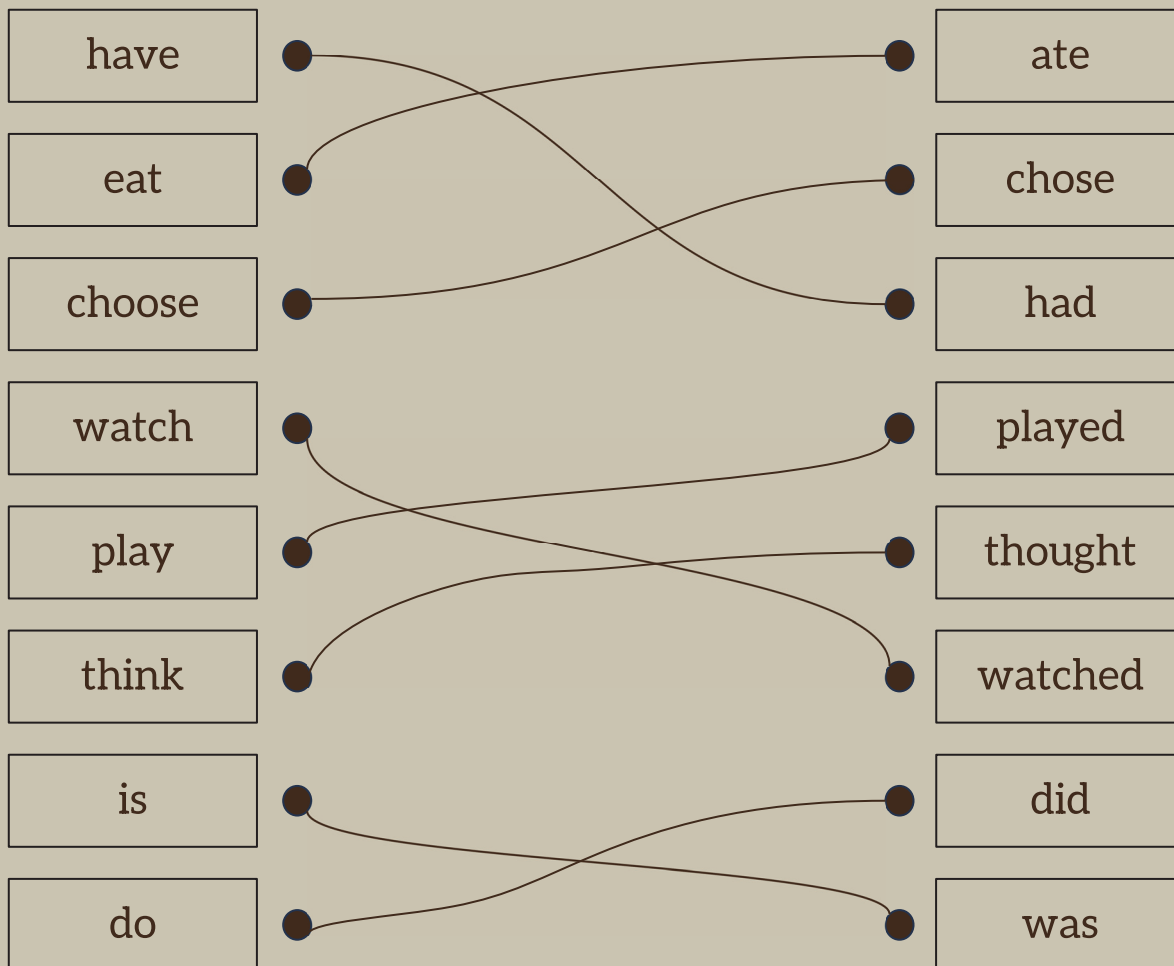 have ate
eat chose
choose had
watch played
play thought
think watched
is did
do was